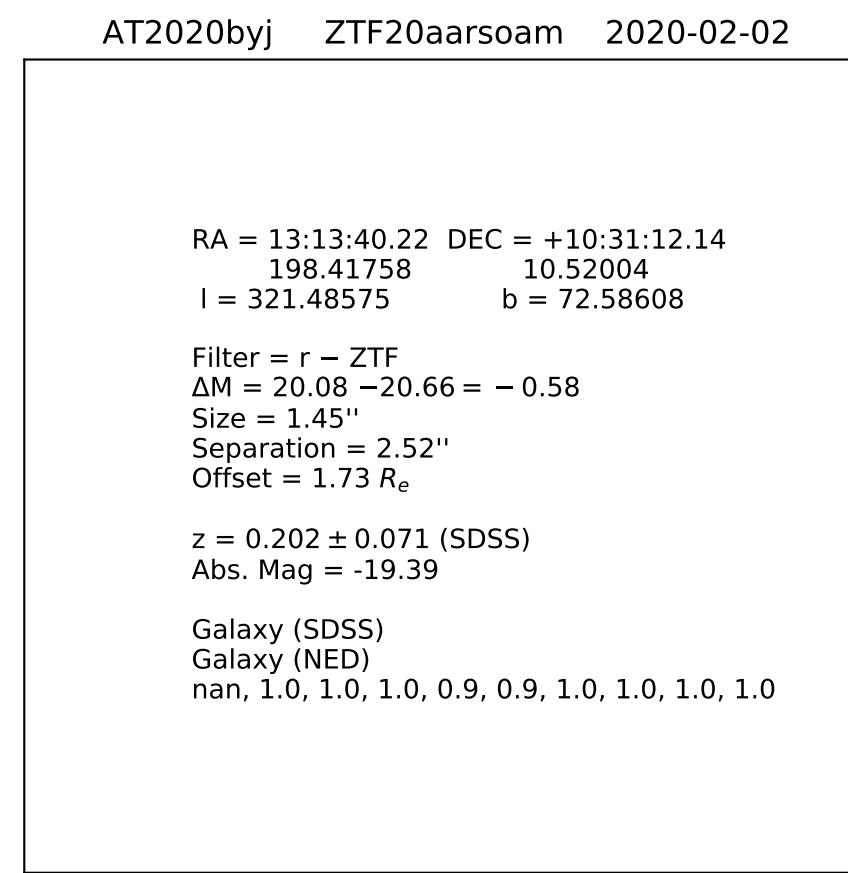 AT2020byj ZTF20aarsoam 2020-02-02
RA = 13:13:40.22 DEC = +10:31:12.14
198.41758 10.52004
l = 321.48575 b = 72.58608
Filter = r − ZTF
ΔM = 20.08 −20.66 = − 0.58
Size = 1.45''
Separation = 2.52''
Offset = 1.73 Rₑ
z = 0.202 ± 0.071 (SDSS)
Abs. Mag = -19.39
Galaxy (SDSS)
Galaxy (NED)
nan, 1.0, 1.0, 1.0, 0.9, 0.9, 1.0, 1.0, 1.0, 1.0